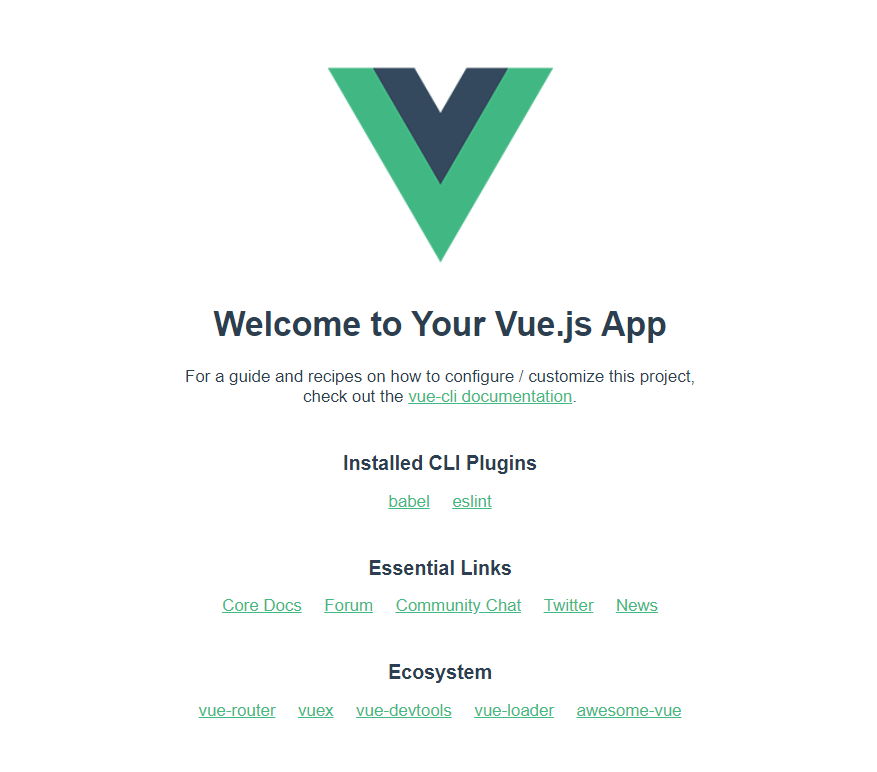 Welcome to Your Vue.js App
For a guide and recipes on how to configure / customize this project,
check out the vue-cli documentation.
Installed CLI Plugins
babel eslint
Essential Links
Core Docs Forum Community Chat Twitter News
Ecosystem
vue-router vuex vue-devtools vue-loader awesome-vue